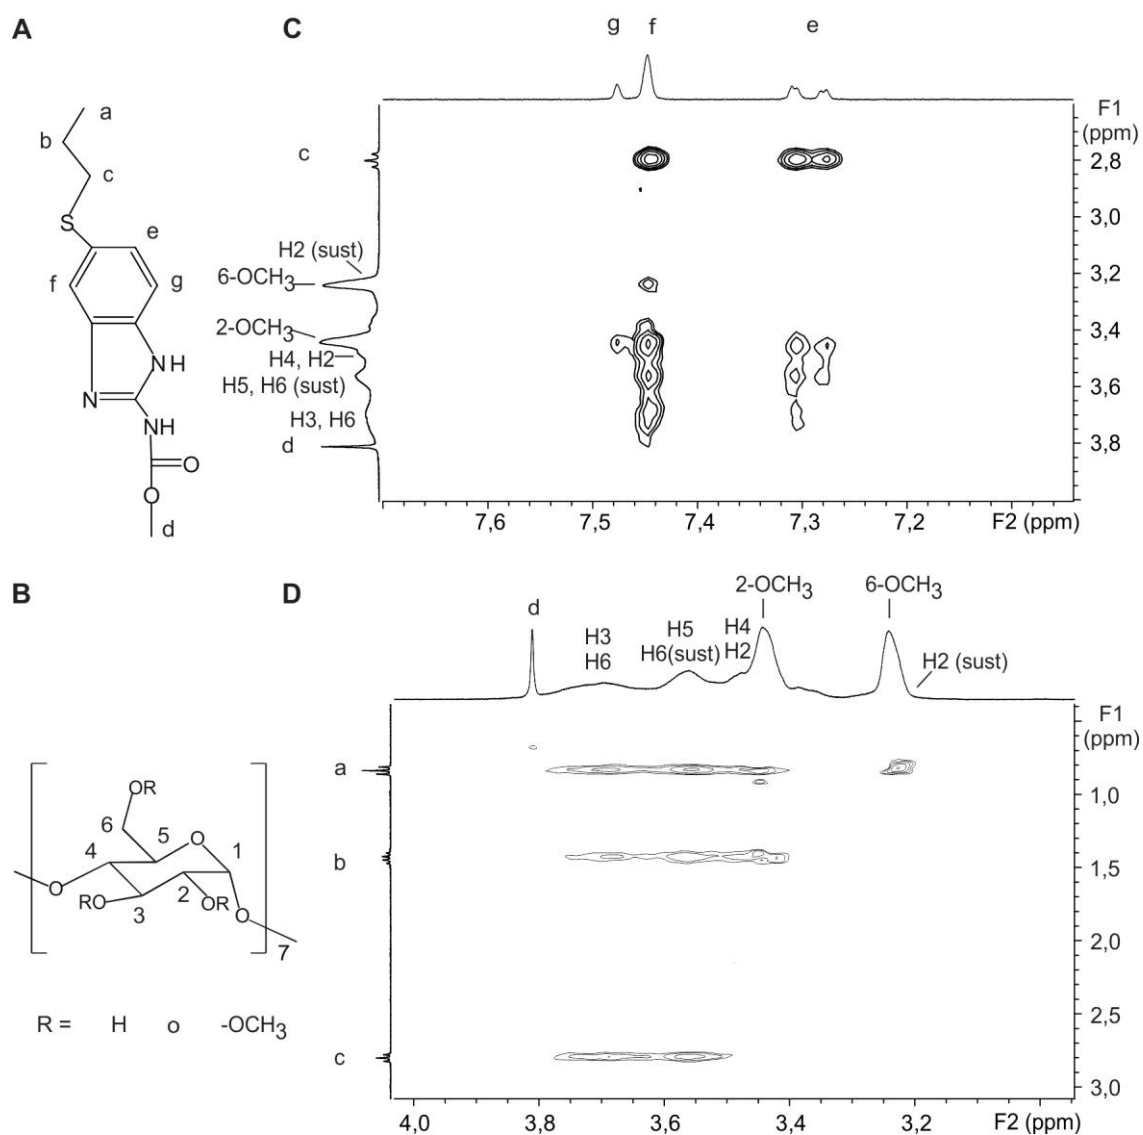 A
a
b
c
S
e
f
g
NH
N
NH
O
O
d
C
g
f
e
F1
(ppm)
c
2,8
3,0
H2 (sust)
6-OCH3
3,2
2-OCH3
3,4
H4, H2
H5, H6 (sust)
3,6
H3, H6
d
3,8
7,6
7,5
7,4
7,3
7,2
F2 (ppm)
B
OR
6
5
O
4
1
O
RO
3
2
OR
O
7
R =
H
o
-OCH3
D
2-OCH3
6-OCH3
d
H3
H6
H5
H6(sust)
H4
H2
H2 (sust)
F1
(ppm)
a
1,0
b
1,5
2,0
2,5
c
3,0
4,0
3,8
3,6
3,4
3,2
F2 (ppm)